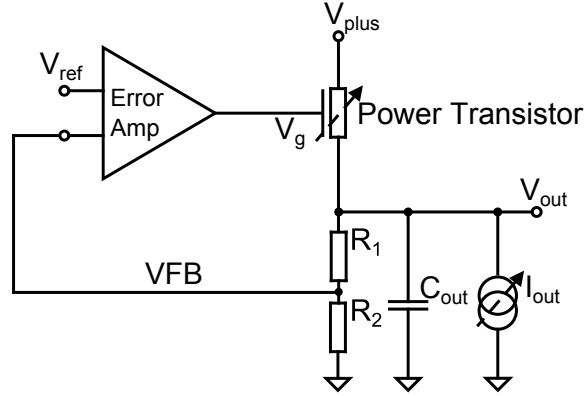 Vplus
Vref
Error
Amp
Vg
Power Transistor
Vout
R1
VFB
Cout
Iout
R2